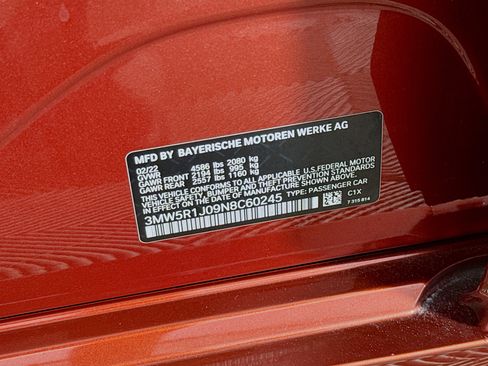 MFD BY BAYERISCHE MOTOREN WERKE AG
02/22
GVWR 4586 lbs 2080 kg
GAWR FRONT 2194 lbs 995 kg
GAWR REAR 2557 lbs 1160 kg
THIS VEHICLE CONFORMS TO ALL APPLICABLE U.S. FEDERAL MOTOR
VEHICLE SAFETY, BUMPER, AND THEFT PREVENTION STANDARDS
IN EFFECT ON THE DATE OF MANUFACTURE SHOWN ABOVE.
3MW5R1J09N8C60245 TYPE: PASSENGER CAR
C1X
7 315 814